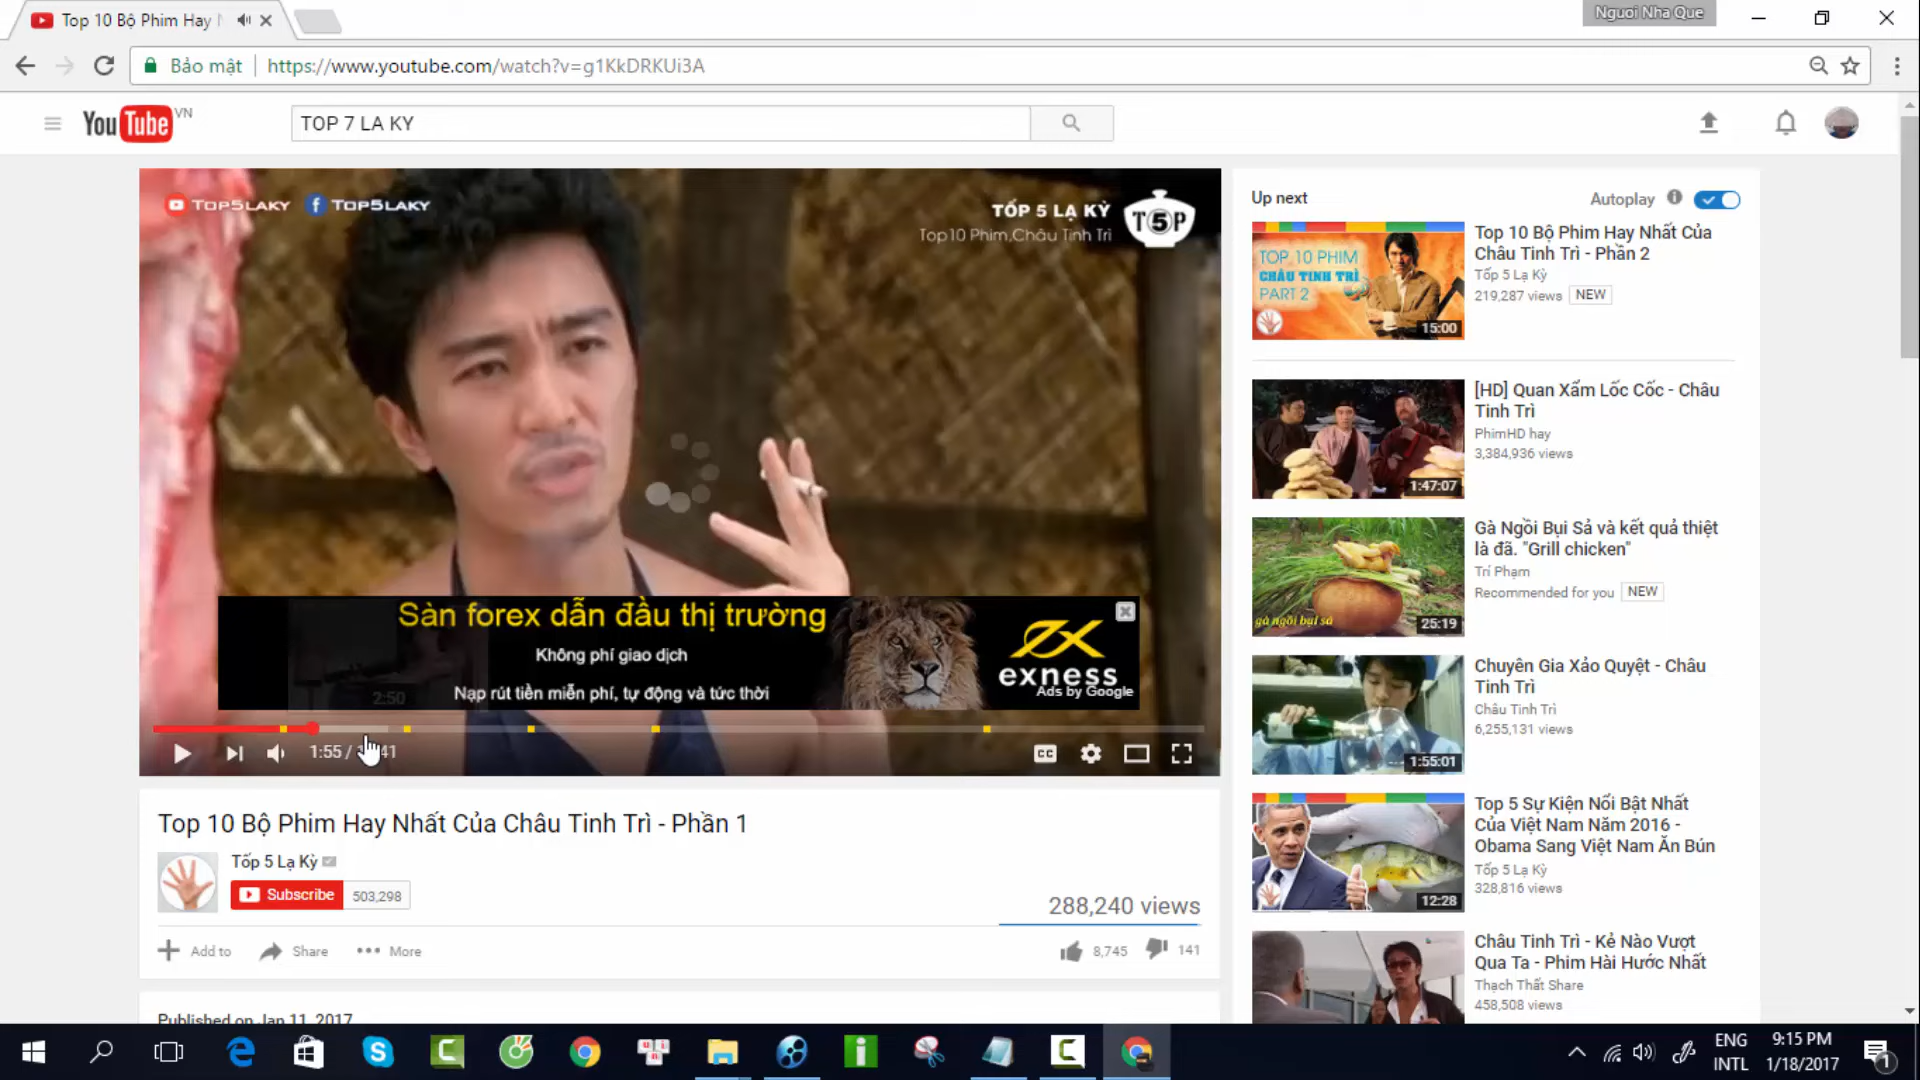 Top 10 Bộ Phim Hay
Nguoi Nha Que
Bảo mật
https://www.youtube.com/watch?v=g1KkDRKUi3A
YouTube VN
TOP 7 LA KY
TOP5LAKY TOP5LAKY
TỐP 5 LẠ KỲ
Top10 Phim,Châu Tinh Trì
T5P
Sàn forex dẫn đầu thị trường
Không phí giao dịch
Nạp rút tiền miễn phí, tự động và tức thời
exness
Ads by Google
2:50
1:55 /
41
CC
Top 10 Bộ Phim Hay Nhất Của Châu Tinh Trì - Phần 1
Tốp 5 Lạ Kỳ
Subscribe 503,298
288,240 views
Add to Share More
8,745 141
Published on Jan 11, 2017
Up next
Autoplay
TOP 10 PHIM
CHÂU TINH TRÌ
PART 2
15:00
Top 10 Bộ Phim Hay Nhất Của
Châu Tinh Trì - Phần 2
Tốp 5 Lạ Kỳ
219,287 views NEW
1:47:07
[HD] Quan Xẩm Lốc Cốc - Châu
Tinh Trì
PhimHD hay
3,384,936 views
gà ngồi bụi sả
25:19
Gà Ngồi Bụi Sả và kết quả thiệt
là đã. "Grill chicken"
Trí Phạm
Recommended for you NEW
1:55:01
Chuyên Gia Xảo Quyệt - Châu
Tinh Trì
Châu Tinh Trì
6,255,131 views
12:28
Top 5 Sự Kiện Nổi Bật Nhất
Của Việt Nam Năm 2016 -
Obama Sang Việt Nam Ăn Bún
Tốp 5 Lạ Kỳ
328,816 views
Châu Tinh Trì - Kẻ Nào Vượt
Qua Ta - Phim Hài Hước Nhất
Thạch Thất Share
458,508 views
ENG
INTL
9:15 PM
1/18/2017
1